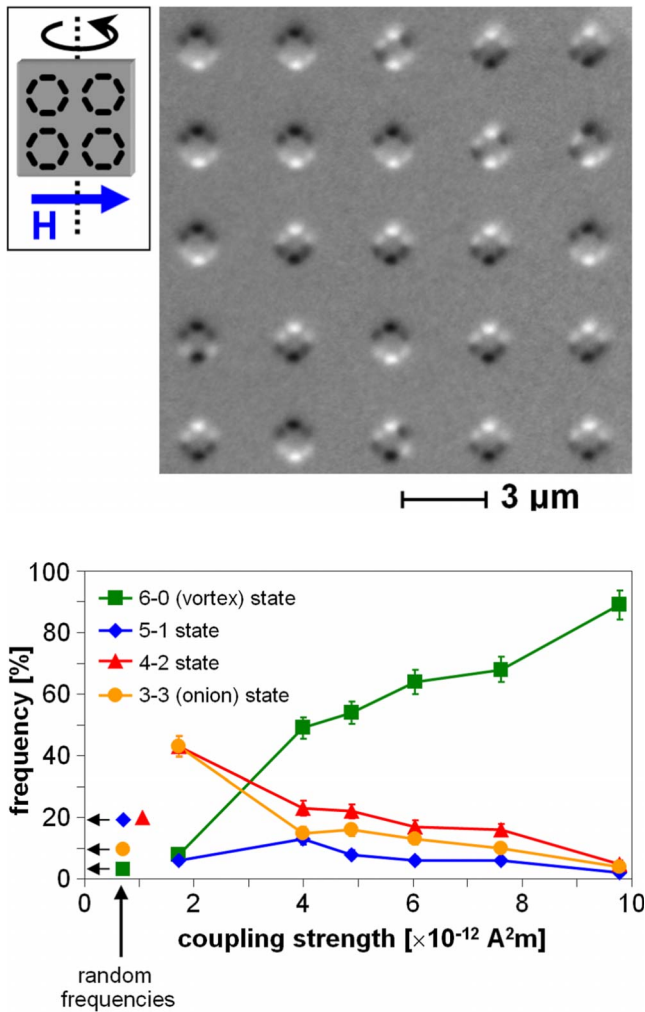 H
3 µm
100
80
60
40
20
0
frequency [%]
6-0 (vortex) state
5-1 state
4-2 state
3-3 (onion) state
0 2 4 6 8 10
coupling strength [×10⁻¹² A²m]
random
frequencies